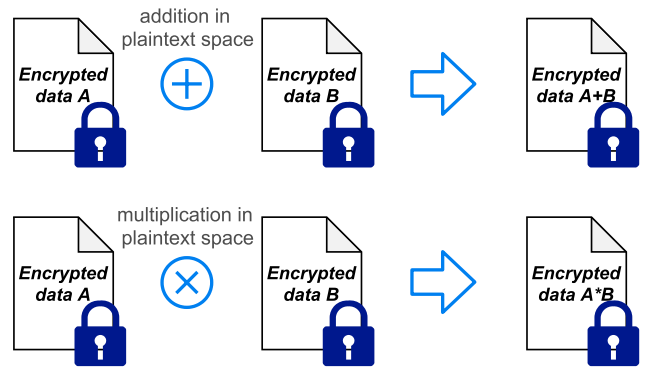 addition in
plaintext space
Encrypted
data A
Encrypted
data B
Encrypted
data A+B
multiplication in
plaintext space
Encrypted
data A
Encrypted
data B
Encrypted
data A*B